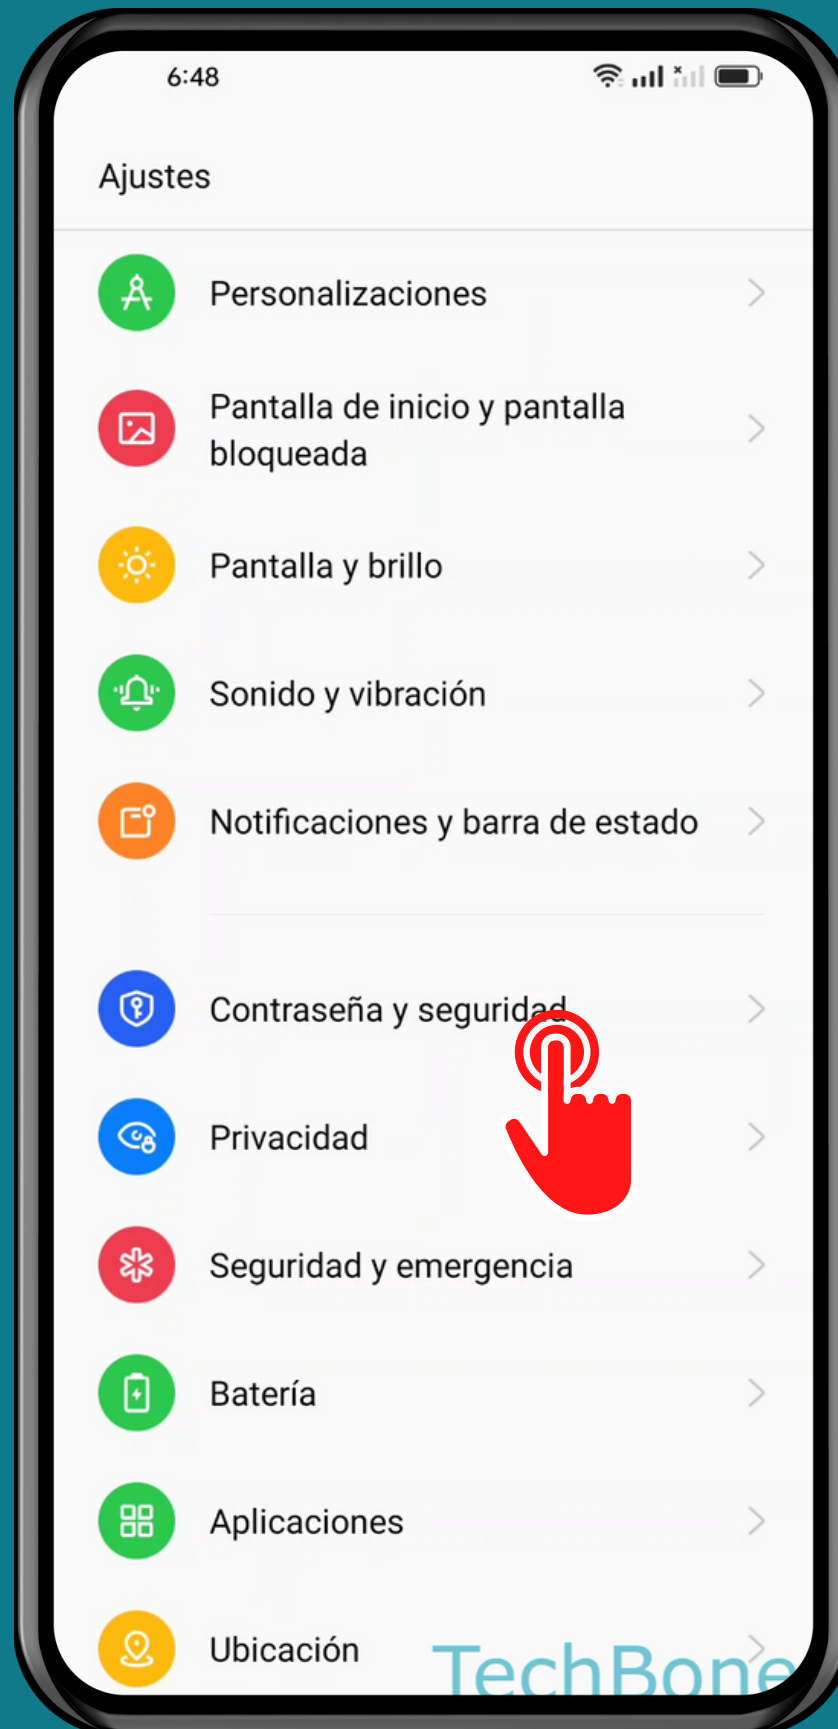 6:48
Ajustes
Personalizaciones
Pantalla de inicio y pantalla
bloqueada
Pantalla y brillo
Sonido y vibración
Notificaciones y barra de estado
Contraseña y seguridad
Privacidad
Seguridad y emergencia
Batería
Aplicaciones
Ubicación
TechBone